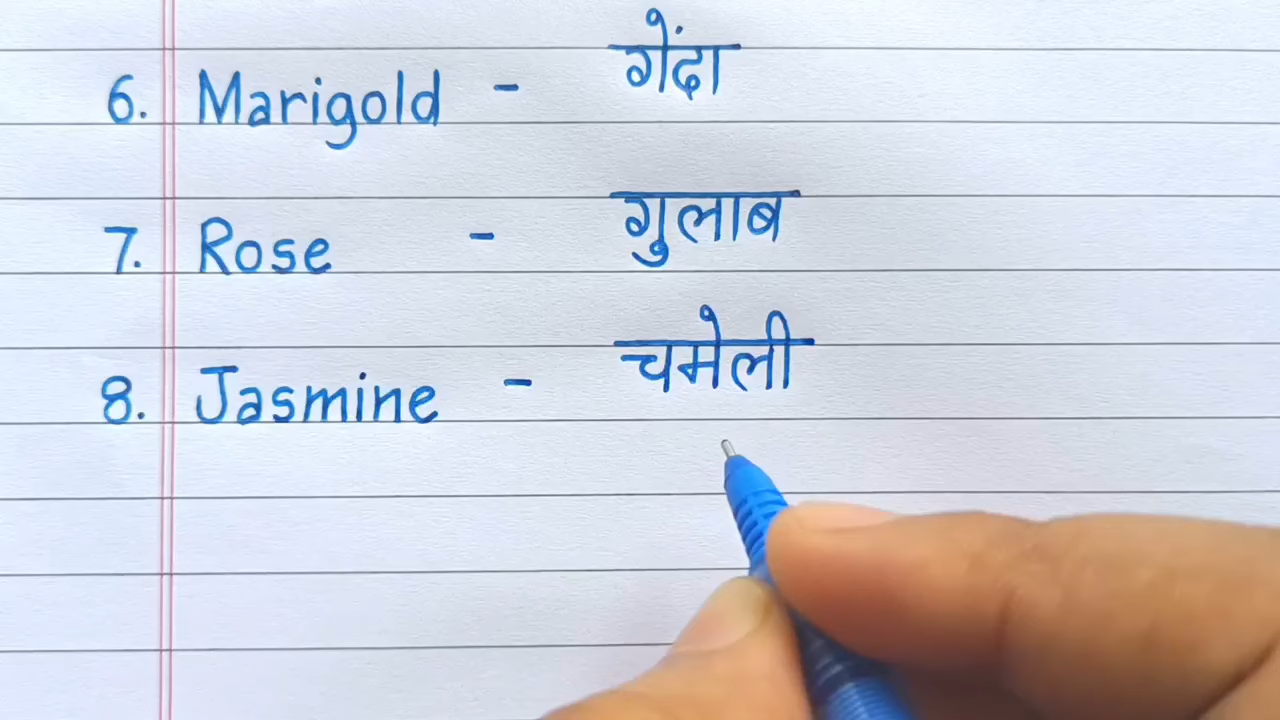 6. Marigold - गेंदा
7. Rose - गुलाब
8. Jasmine - चमेली